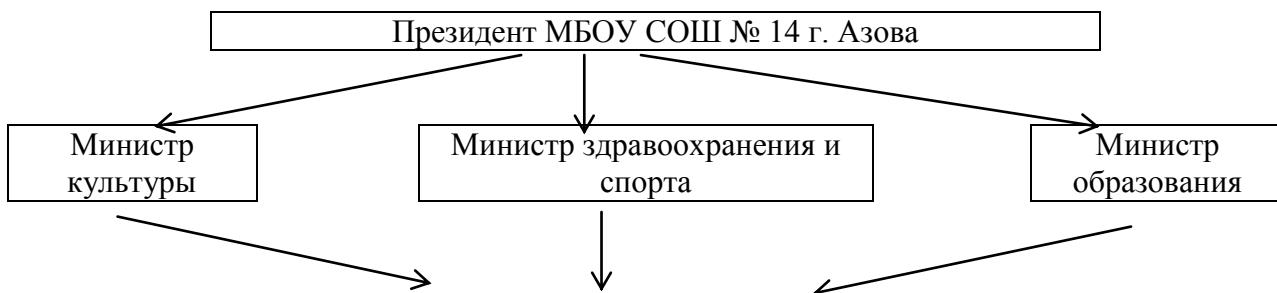 Президент МБОУ СОШ № 14 г. Азова
Министр
культуры
Министр здравоохранения и
спорта
Министр
образования